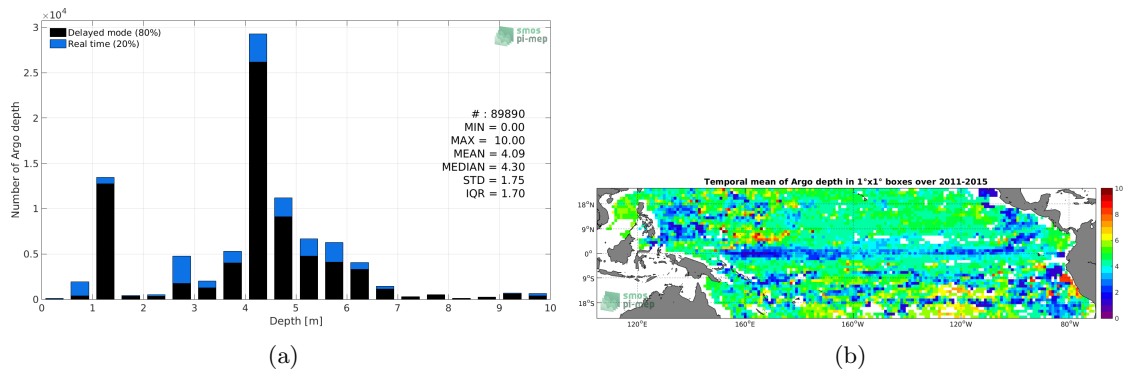 ×10⁴
Delayed mode (80%)
Real time (20%)
smos
pi-mep
Number of Argo depth
3
2.5
2
1.5
1
0.5
0
# : 89890
MIN = 0.00
MAX = 10.00
MEAN = 4.09
MEDIAN = 4.30
STD = 1.75
IQR = 1.70
0 1 2 3 4 5 6 7 8 9 10
Depth [m]
(a)
Temporal mean of Argo depth in 1°x1° boxes over 2011-2015
18°N
9°N
0°
9°S
18°S
smos
pi-mep
120°E 160°E 160°W 120°W 80°W
10
8
6
4
2
0
(b)